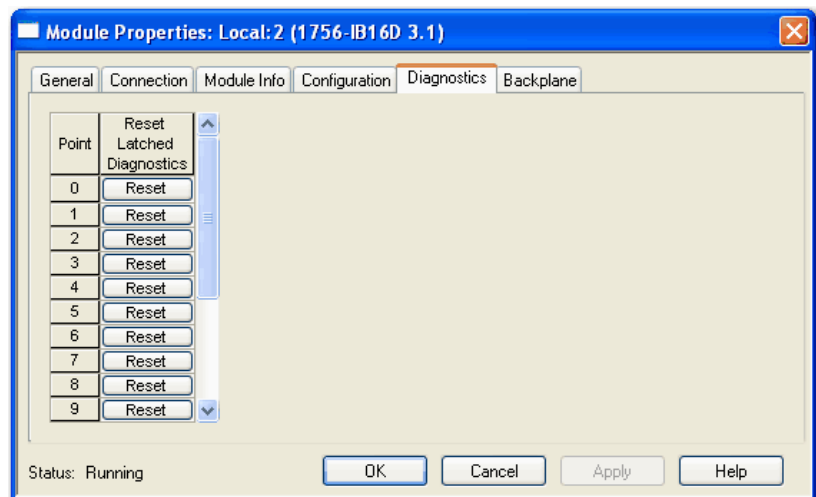 Module Properties: Local:2 (1756-IB16D 3.1)
General Connection Module Info Configuration Diagnostics Backplane
Point Reset Latched Diagnostics
0 Reset
1 Reset
2 Reset
3 Reset
4 Reset
5 Reset
6 Reset
7 Reset
8 Reset
9 Reset
Status: Running OK Cancel Apply Help